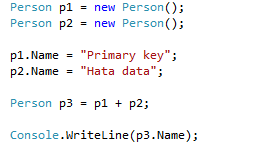 Person p1 = new Person();
Person p2 = new Person();
p1.Name = "Primary key";
p2.Name = "Hata data";
Person p3 = p1 + p2;
Console.WriteLine(p3.Name);